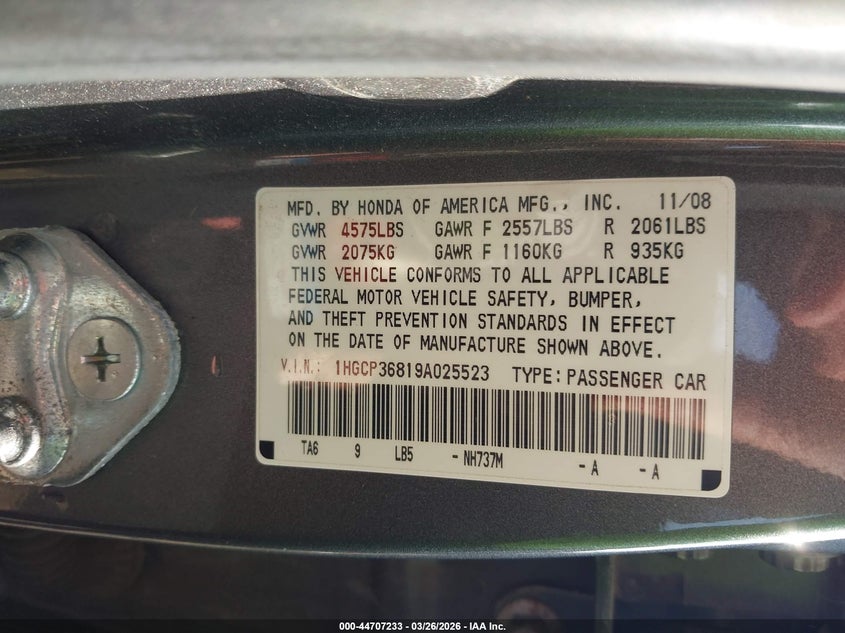 MFD. BY HONDA OF AMERICA MFG., INC. 11/08
GVWR 4575LBS GAWR F 2557LBS R 2061LBS
GVWR 2075KG GAWR F 1160KG R 935KG
THIS VEHICLE CONFORMS TO ALL APPLICABLE
FEDERAL MOTOR VEHICLE SAFETY, BUMPER,
AND THEFT PREVENTION STANDARDS IN EFFECT
ON THE DATE OF MANUFACTURE SHOWN ABOVE.
V.I.N.: 1HGCP36819A025523 TYPE: PASSENGER CAR
TA6 9 LB5 - NH737M - A - A
000-44707233 - 03/26/2026 - IAA Inc.